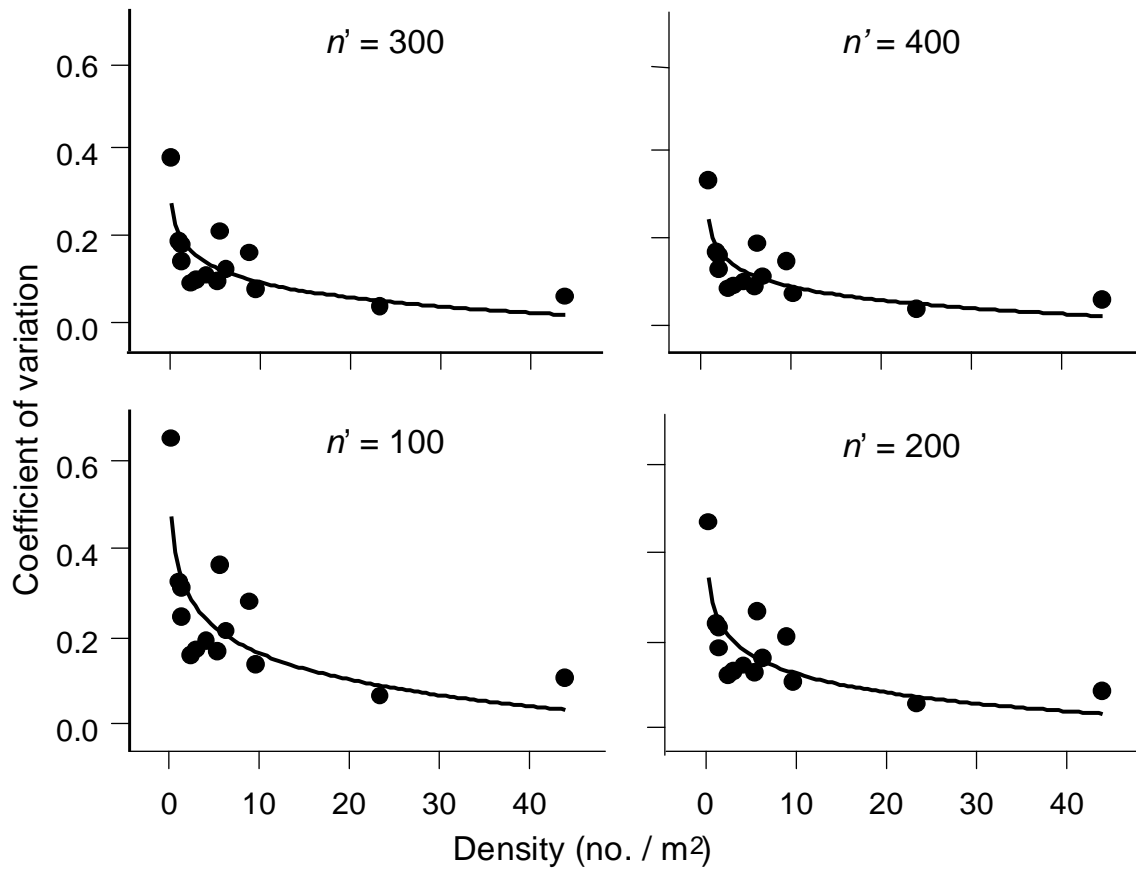 n’ = 300
n’ = 400
0.6
0.4
0.2
0.0
n’ = 100
n’ = 200
0.6
0.4
0.2
0.0
0 10 20 30 40
0 10 20 30 40
Coefficient of variation
Density (no. / m2)